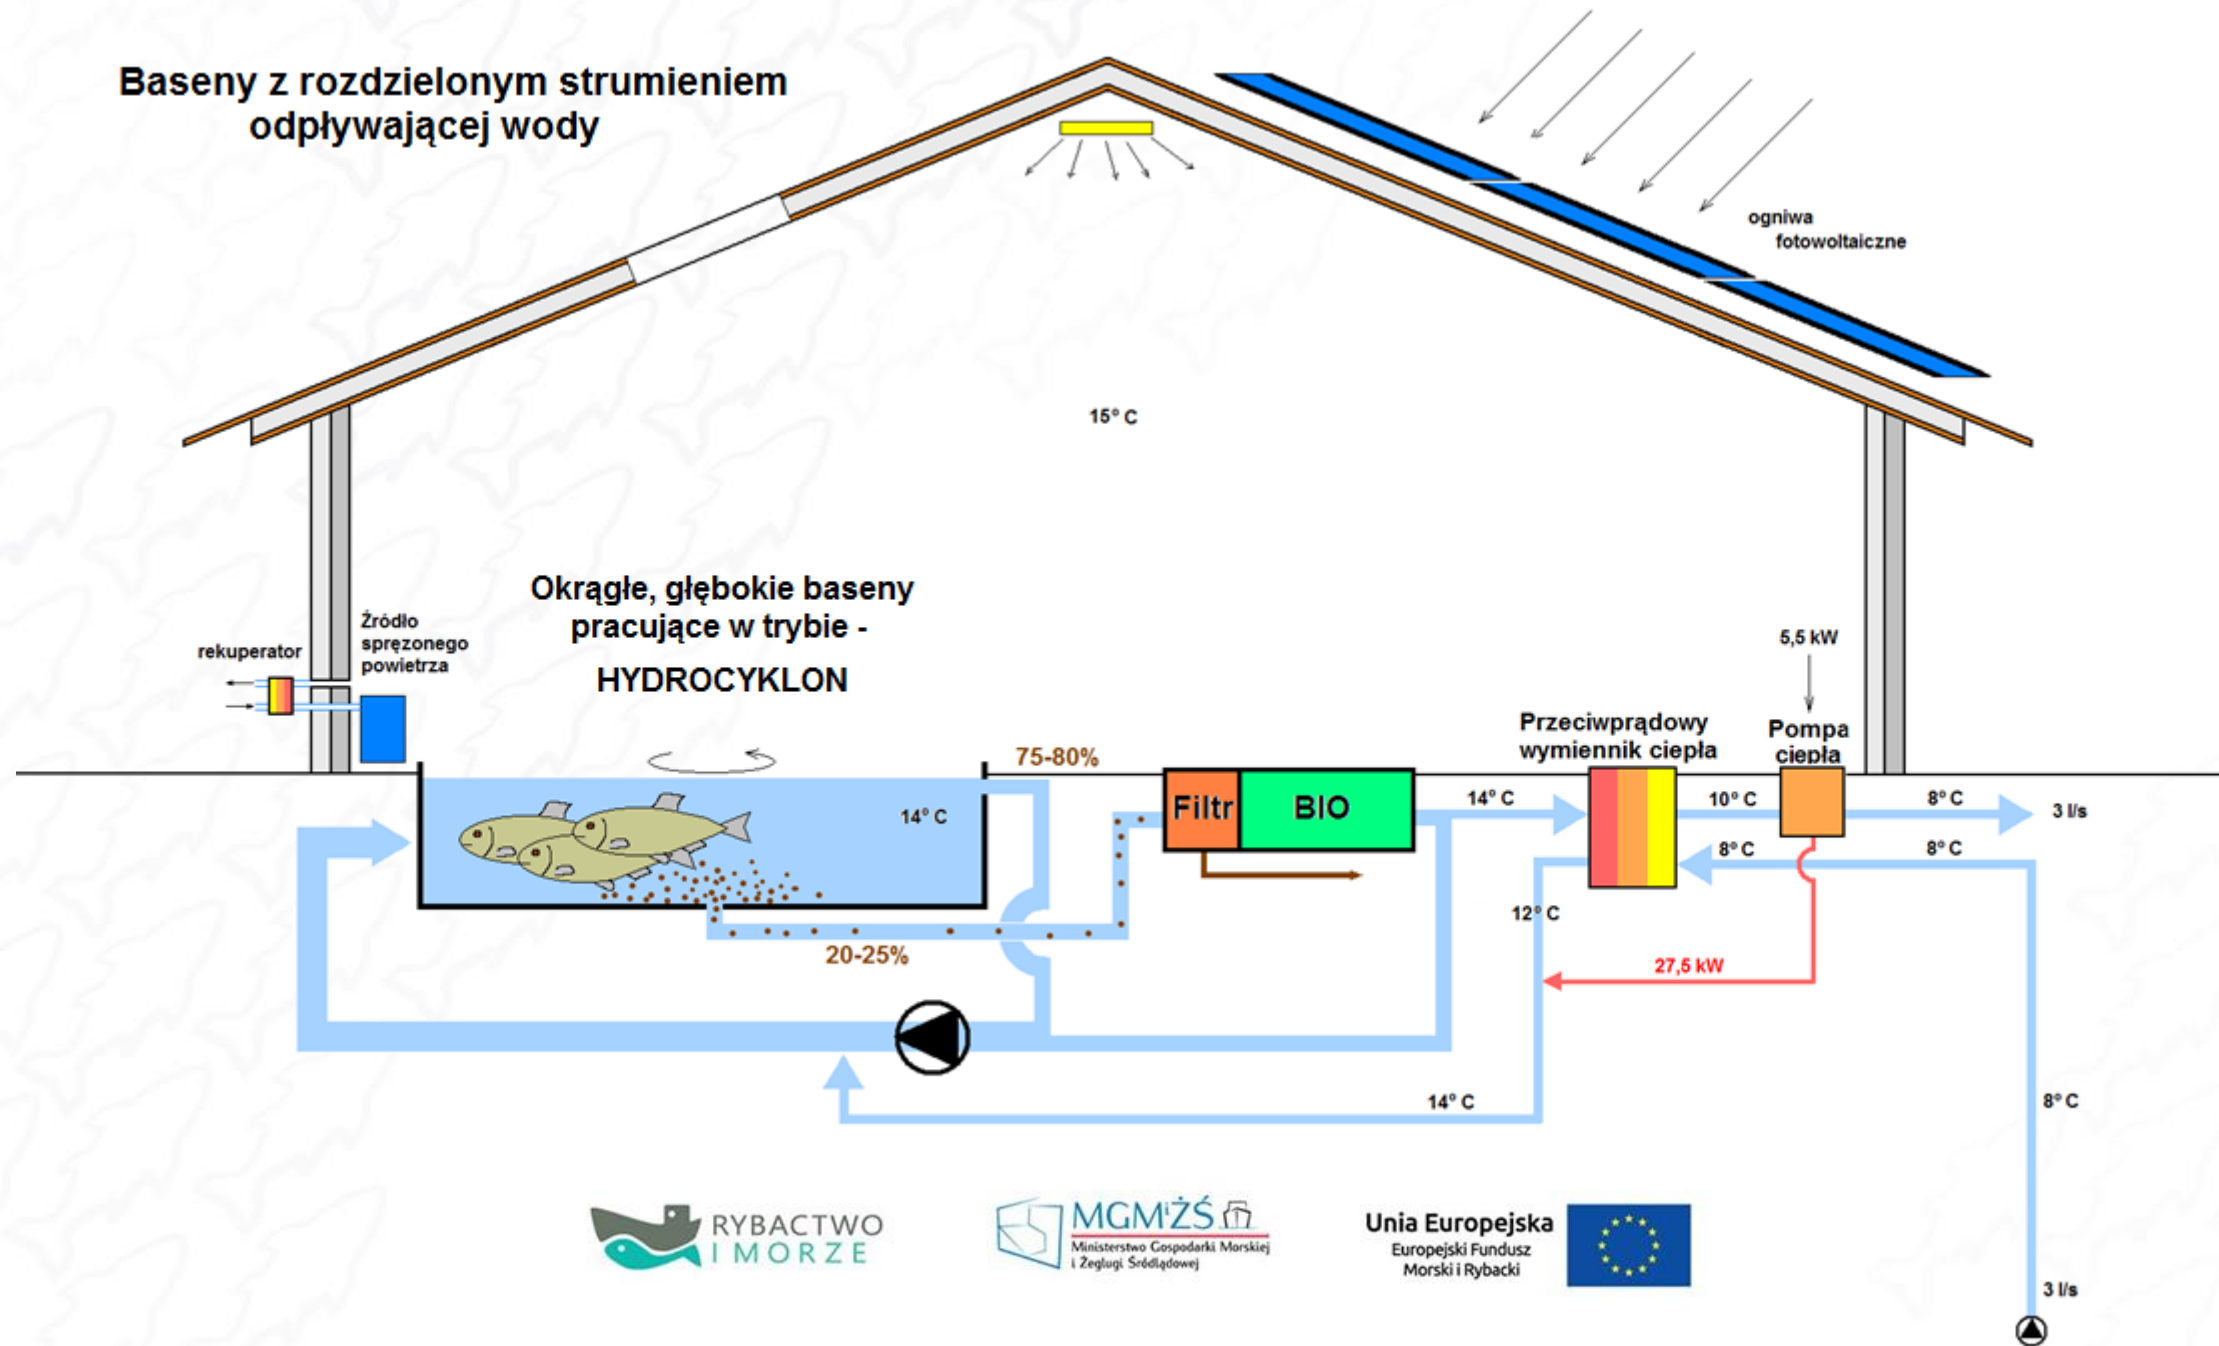 Baseny z rozdzielonym strumieniem
odpływającej wody
ogniwa
fotowoltaiczne
15° C
Okrągłe, głębokie baseny
pracujące w trybie -
HYDROCYKLON
Źródło
spręzonego
powietrza
rekuperator
5,5 kW
Przeciwprądowy
wymiennik ciepła
Pompa
ciepła
75-80%
14° C
Filtr
BIO
14° C
10° C
8° C
3 l/s
8° C
8° C
12° C
20-25%
27,5 kW
14° C
8° C
3 l/s
RYBACTWO
I MORZE
MGMiŻŚ
Ministerstwo Gospodarki Morskiej
i Żeglugi Śródlądowej
Unia Europejska
Europejski Fundusz
Morski i Rybacki